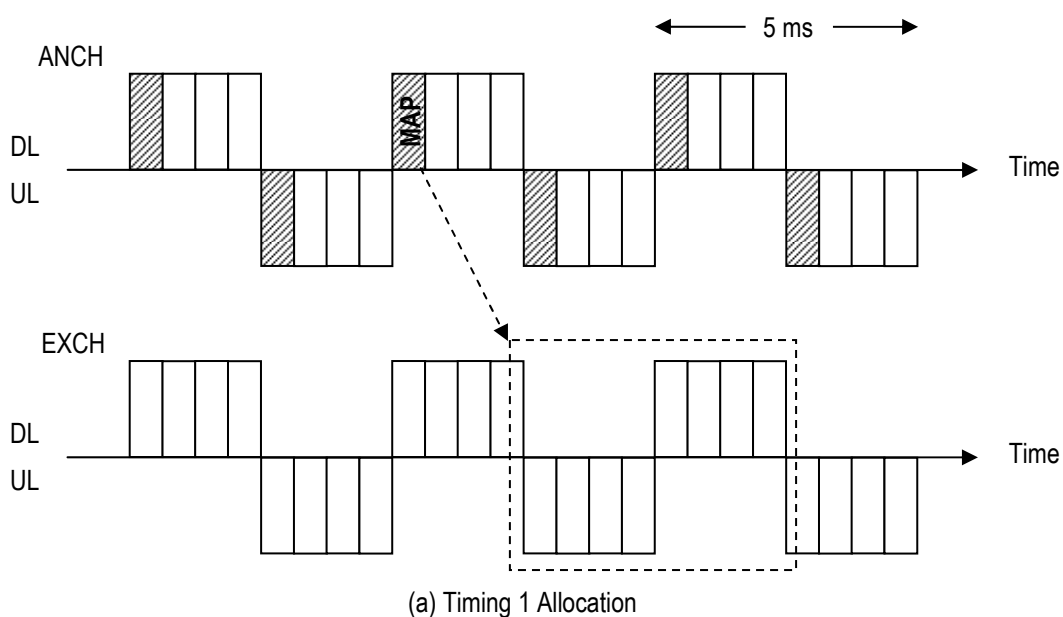 5 ms
ANCH
MAP
DL
UL
Time
EXCH
DL
UL
Time
(a) Timing 1 Allocation